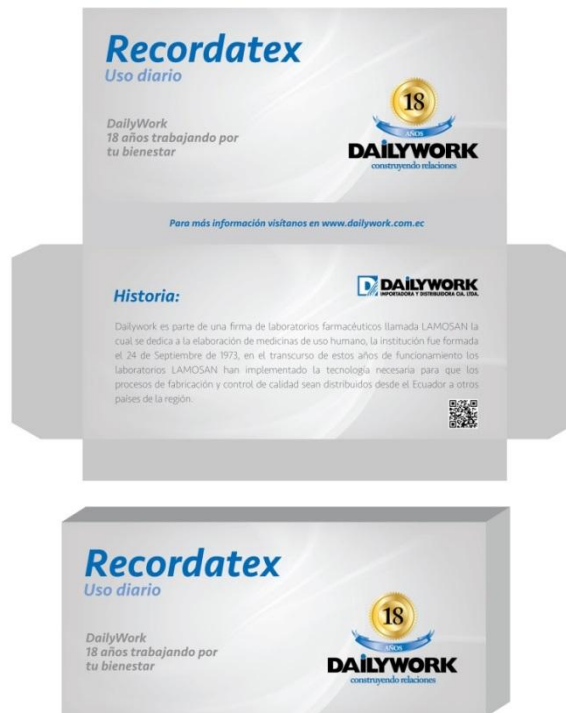 Recordatex
Uso diario
DailyWork
18 años trabajando por
tu bienestar
18
AÑOS
DAiLYWORK
construyendo relaciones
Para más información visítanos en www.dailywork.com.ec
Historia:
D DAiLYWORK
IMPORTADORA Y DISTRIBUIDORA CIA. LTDA.
Dailywork es parte de una firma de laboratorios farmacéuticos llamada LAMOSAN la
cual se dedica a la elaboración de medicinas de uso humano, la institución fue formada
el 24 de Septiembre de 1973, en el transcurso de estos años de funcionamiento los
laboratorios LAMOSAN han implementado la tecnología necesaria para que los
procesos de fabricación y control de calidad sean distribuidos desde el Ecuador a otros
países de la región.
Recordatex
Uso diario
DailyWork
18 años trabajando por
tu bienestar
18
AÑOS
DAiLYWORK
construyendo relaciones